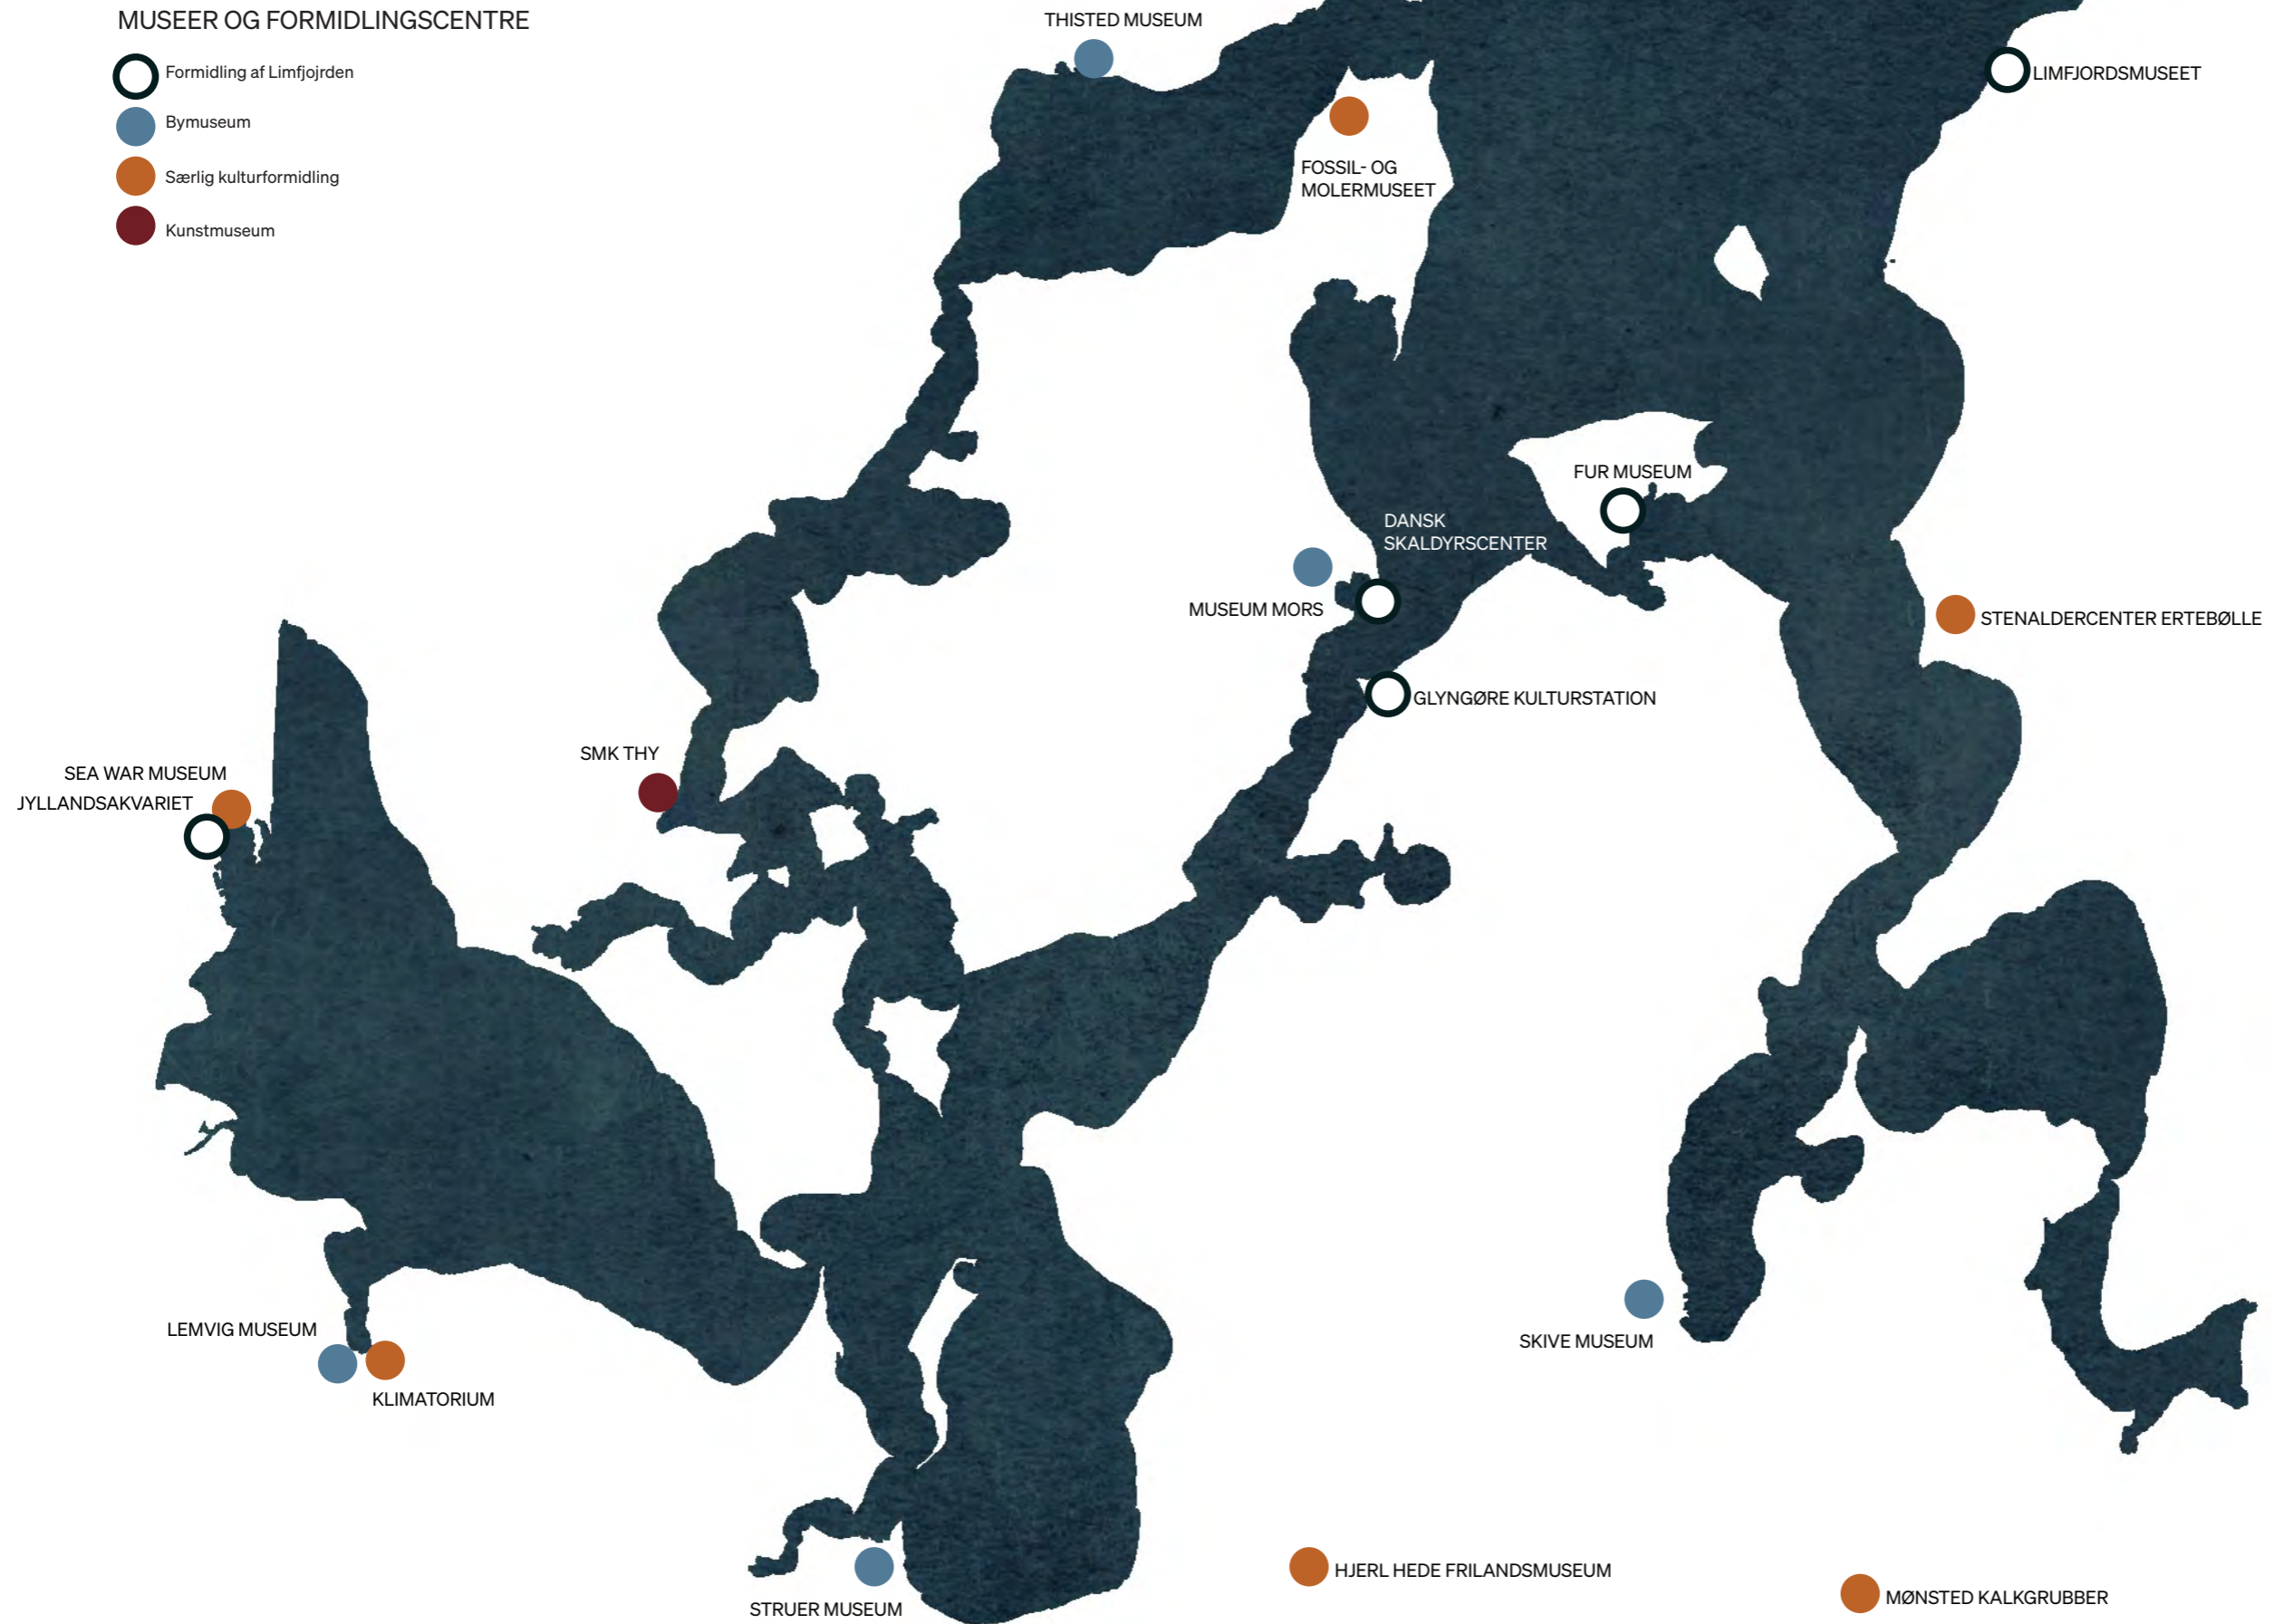 MUSEER OG FORMIDLINGSCENTRE
Formidling af Limfjojrden
Bymuseum
Særlig kulturformidling
Kunstmuseum
THISTED MUSEUM
LIMFJORDSMUSEET
FOSSIL- OG
MOLERMUSEET
FUR MUSEUM
DANSK
SKALDYRSCENTER
MUSEUM MORS
STENALDERCENTER ERTEBØLLE
GLYNGØRE KULTURSTATION
SMK THY
SEA WAR MUSEUM
JYLLANDSAKVARIET
LEMVIG MUSEUM
KLIMATORIUM
SKIVE MUSEUM
STRUER MUSEUM
HJERL HEDE FRILANDSMUSEUM
MØNSTED KALKGRUBBER